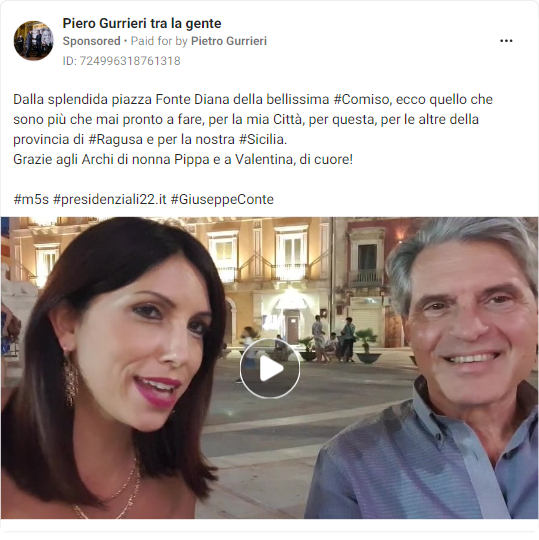 Piero Gurrieri tra la gente
Sponsored • Paid for by Pietro Gurrieri
ID: 724996318761318
Dalla splendida piazza Fonte Diana della bellissima #Comiso, ecco quello che
sono più che mai pronto a fare, per la mia Città, per questa, per le altre della
provincia di #Ragusa e per la nostra #Sicilia.
Grazie agli Archi di nonna Pippa e a Valentina, di cuore!
#m5s #presidenziali22.it #GiuseppeConte